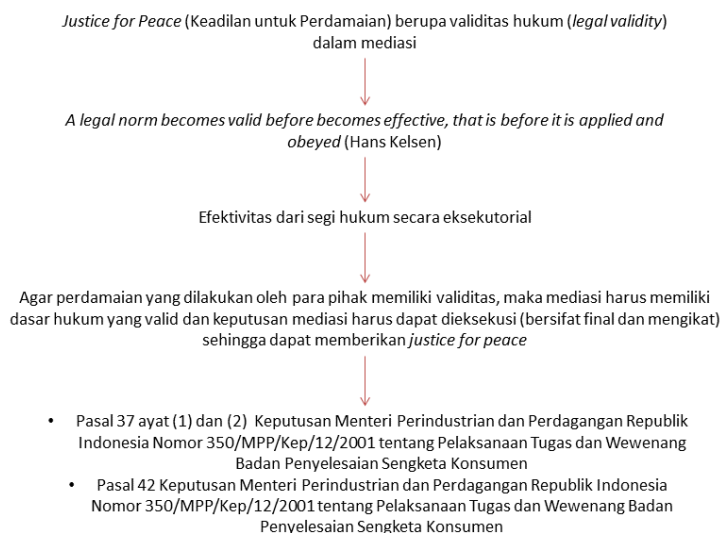 Justice for Peace (Keadilan untuk Perdamaian) berupa validitas hukum (legal validity)
dalam mediasi
A legal norm becomes valid before becomes effective, that is before it is applied and
obeyed (Hans Kelsen)
Efektivitas dari segi hukum secara eksekutorial
Agar perdamaian yang dilakukan oleh para pihak memiliki validitas, maka mediasi harus memiliki
dasar hukum yang valid dan keputusan mediasi harus dapat dieksekusi (bersifat final dan mengikat)
sehingga dapat memberikan justice for peace
• Pasal 37 ayat (1) dan (2) Keputusan Menteri Perindustrian dan Perdagangan Republik
Indonesia Nomor 350/MPP/Kep/12/2001 tentang Pelaksanaan Tugas dan Wewenang
Badan Penyelesaian Sengketa Konsumen
• Pasal 42 Keputusan Menteri Perindustrian dan Perdagangan Republik Indonesia
Nomor 350/MPP/Kep/12/2001 tentang Pelaksanaan Tugas dan Wewenang Badan
Penyelesaian Sengketa Konsumen